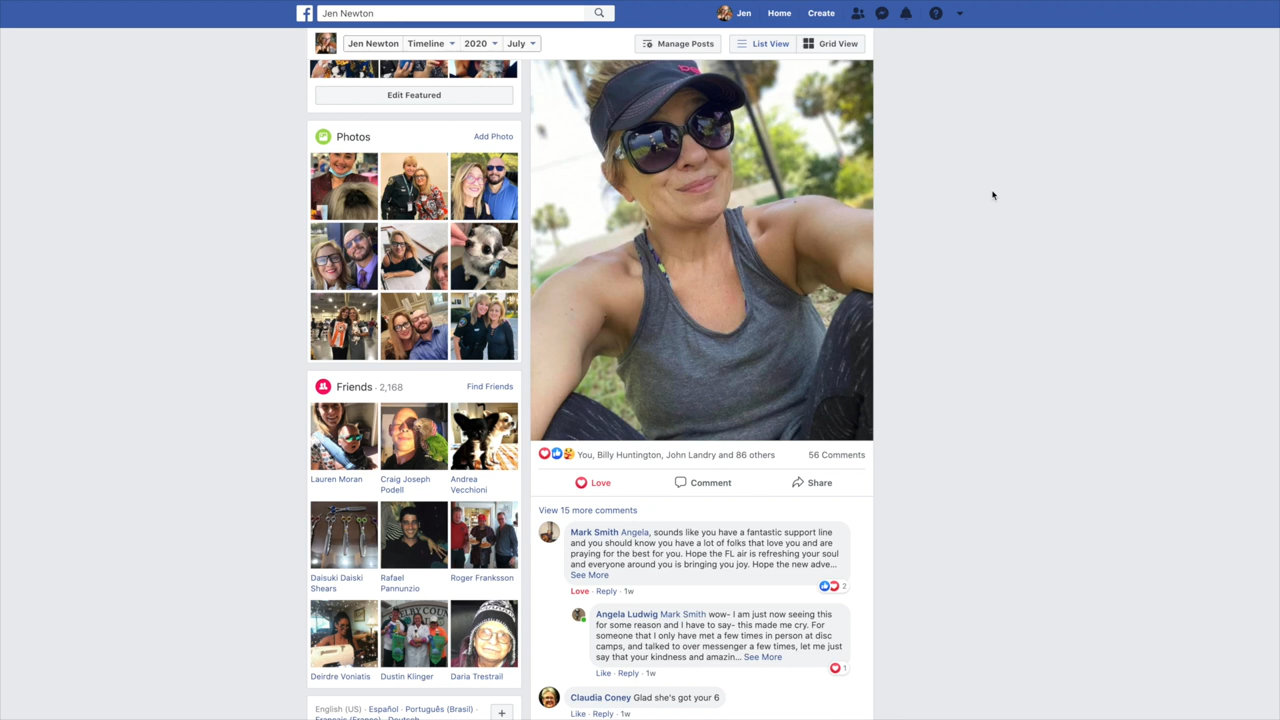 f Jen Newton Jen Home Create ?
Jen Newton Timeline 2020 July Manage Posts List View Grid View
Edit Featured
Photos Add Photo
Friends · 2,168 Find Friends
Lauren Moran Craig Joseph Podell Andrea Vecchioni
Daisuki Daiski Shears Rafael Pannunzio Roger Franksson
Deirdre Voniatis Dustin Klinger Daria Trestrail
English (US) · Español · Português (Brasil) ·
Français (France) · Deutsch
+
You, Billy Huntington, John Landry and 86 others 56 Comments
Love Comment Share
View 15 more comments
Mark Smith Angela, sounds like you have a fantastic support line
and you should know you have a lot of folks that love you and are
praying for the best for you. Hope the FL air is refreshing your soul
and everyone around you is bringing you joy. Hope the new adve...
See More
2
Love · Reply · 1w
Angela Ludwig Mark Smith wow- I am just now seeing this
for some reason and I have to say- this made me cry. For
someone that I only have met a few times in person at disc
camps, and talked to over messenger a few times, let me just
say that your kindness and amazin... See More
1
Like · Reply · 1w
Claudia Coney Glad she's got your 6
Like · Reply · 1w